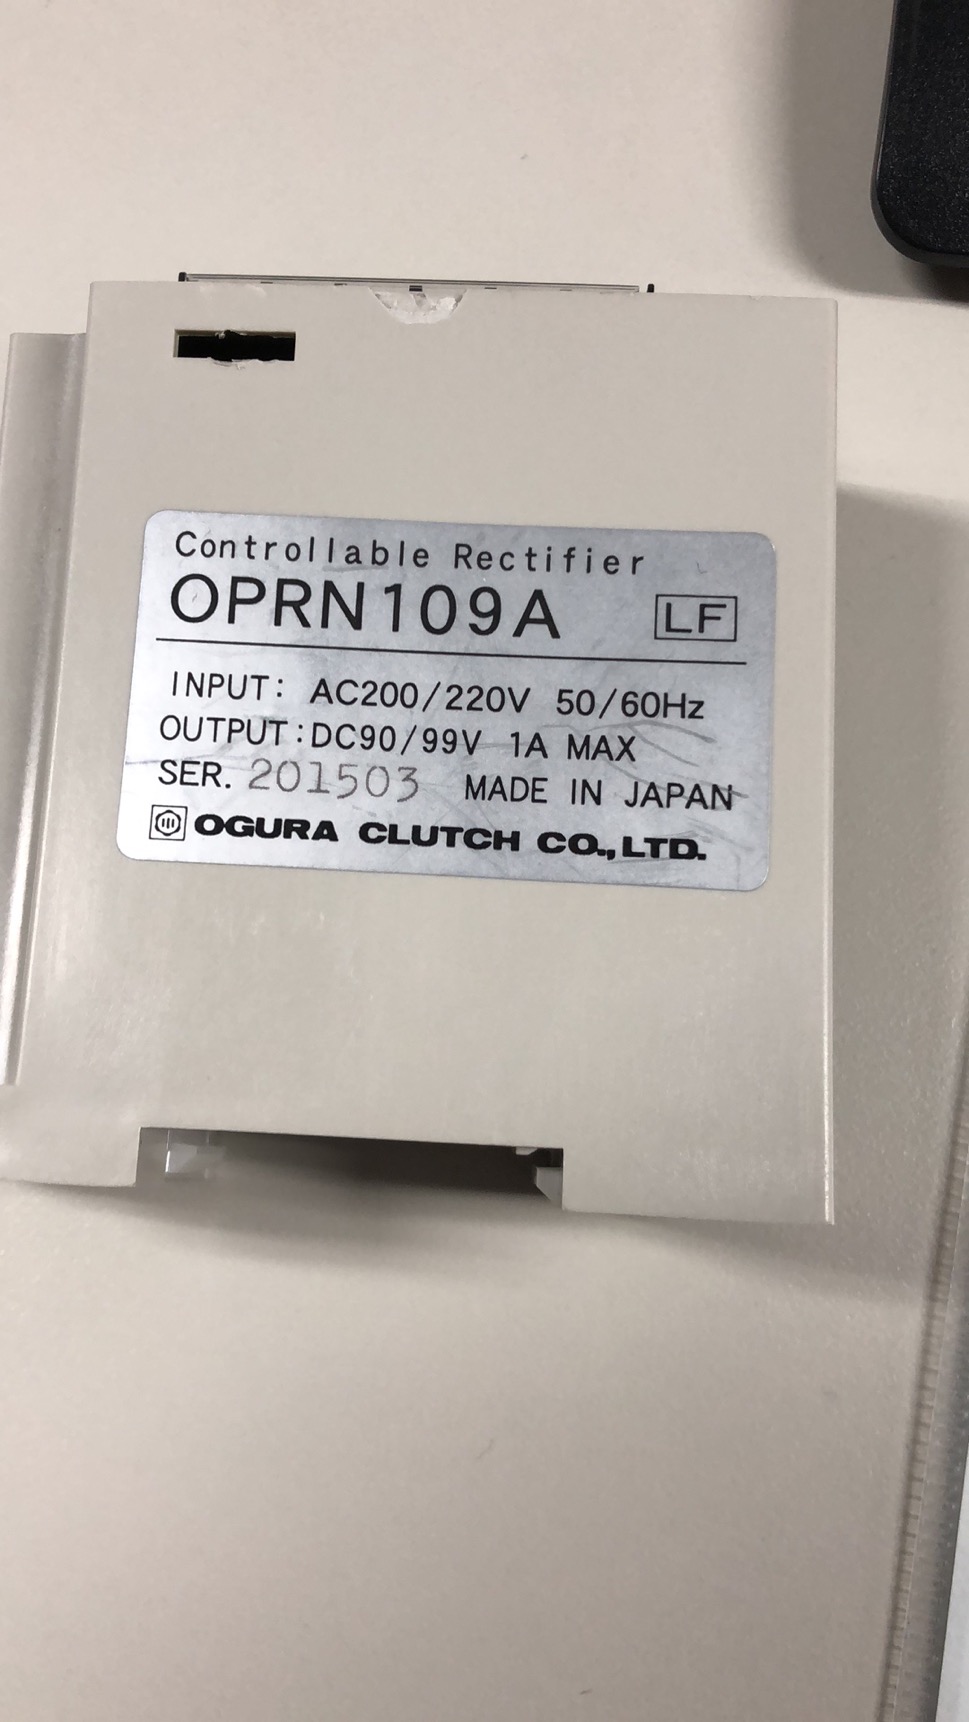 Controllable Rectifier
OPRN109A LF
INPUT: AC200/220V 50/60Hz
OUTPUT:DC90/99V 1A MAX
SER. 201503 MADE IN JAPAN
OGURA CLUTCH CO.,LTD.